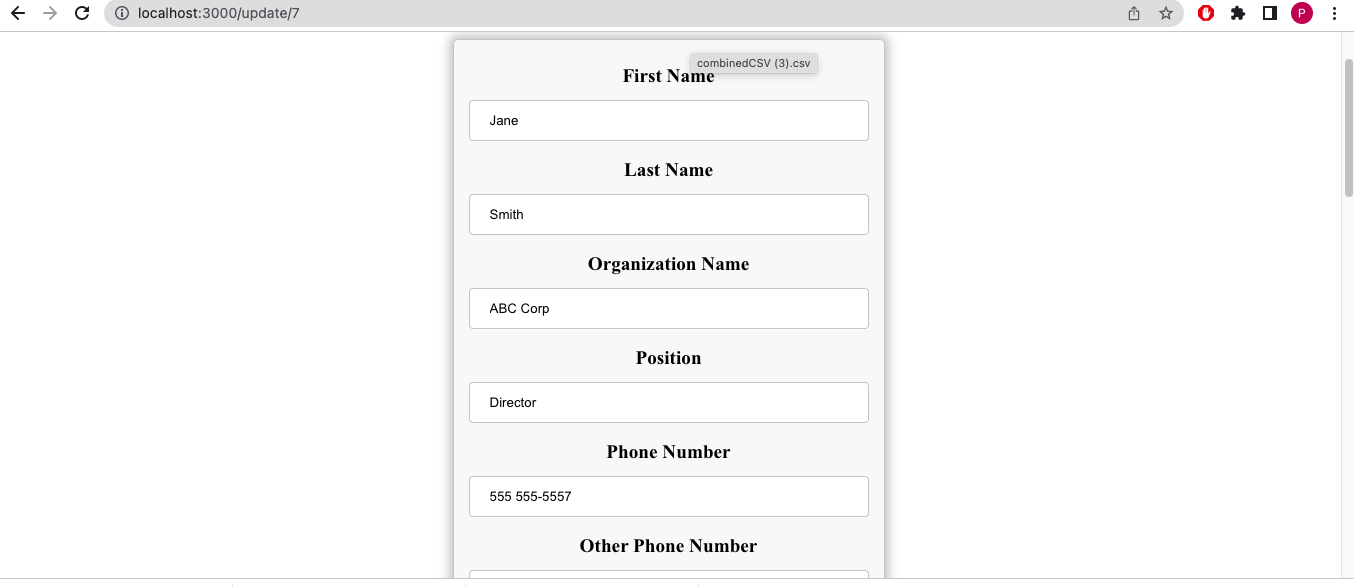 localhost:3000/update/7
P
combinedCSV (3).csv
First Name
Jane
Last Name
Smith
Organization Name
ABC Corp
Position
Director
Phone Number
555 555-5557
Other Phone Number